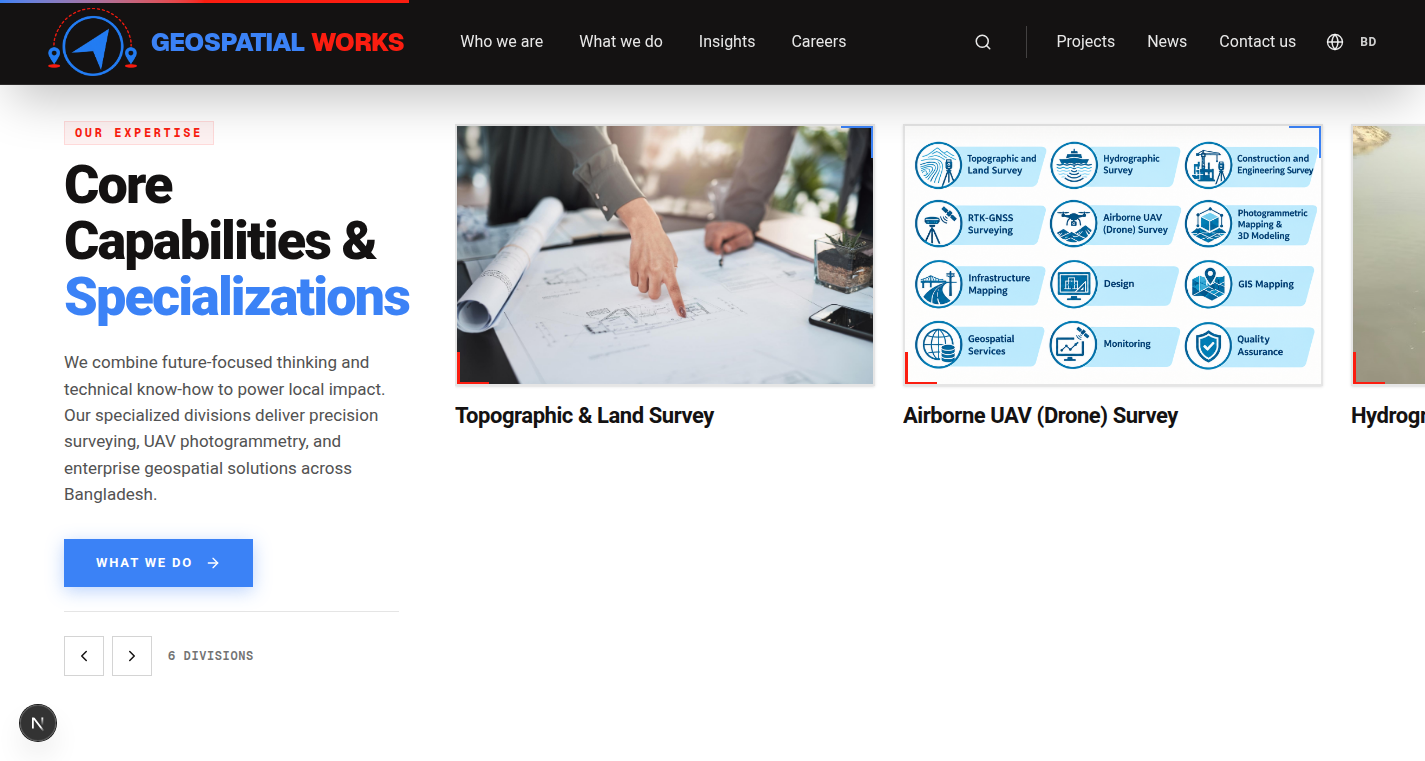 GEOSPATIAL WORKS
Who we are
What we do
Insights
Careers
Projects
News
Contact us
BD
OUR EXPERTISE
Core
Capabilities &
Specializations
We combine future-focused thinking and
technical know-how to power local impact.
Our specialized divisions deliver precision
surveying, UAV photogrammetry, and
enterprise geospatial solutions across
Bangladesh.
WHAT WE DO
6 DIVISIONS
Topographic & Land Survey
Topographic and
Land Survey
Hydrographic
Survey
Construction and
Engineering Survey
RTK-GNSS
Surveying
Airborne UAV
(Drone) Survey
Photogrammetric
Mapping &
3D Modeling
Infrastructure
Mapping
Design
GIS Mapping
Geospatial
Services
Monitoring
Quality
Assurance
Airborne UAV (Drone) Survey
N